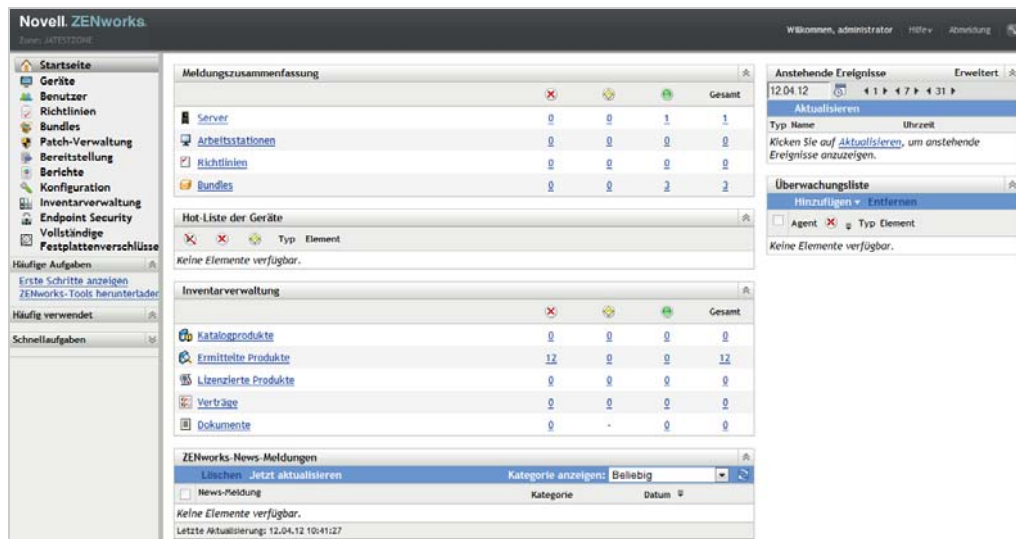 Novell. ZENworks.
Zone: JATESTZONE
Willkommen, administrator Hilfe Abmeldung
Startseite
Geräte
Benutzer
Richtlinien
Bundles
Patch-Verwaltung
Bereitstellung
Berichte
Konfiguration
Inventarverwaltung
Endpoint Security
Vollständige
Festplattenverschlüsse
Häufige Aufgaben
Erste Schritte anzeigen
ZENworks-Tools herunterlader
Häufig verwendet
Schnellaufgaben
Meldungszusammenfassung
Gesamt
Server 0 0 1 1
Arbeitsstationen 0 0 0 0
Richtlinien 0 0 0 0
Bundles 0 0 3 3
Hot-Liste der Geräte
Typ Element
Keine Elemente verfügbar.
Inventarverwaltung
Gesamt
Katalogprodukte 0 0 0 0
Ermittelte Produkte 12 0 0 12
Lizenzierte Produkte 0 0 0 0
Verträge 0 0 0 0
Dokumente 0 - 0 0
ZENworks-News-Meldungen
Löschen Jetzt aktualisieren Kategorie anzeigen: Beliebig
News-Meldung Kategorie Datum
Keine Elemente verfügbar.
Letzte Aktualisierung: 12.04.12 10:41:27
Anstehende Ereignisse Erweitert
12.04.12 1 7 31
Aktualisieren
Typ Name Uhrzeit
Klicken Sie auf Aktualisieren, um anstehende
Ereignisse anzuzeigen.
Überwachungsliste
Hinzufügen Entfernen
Agent Typ Element
Keine Elemente verfügbar.